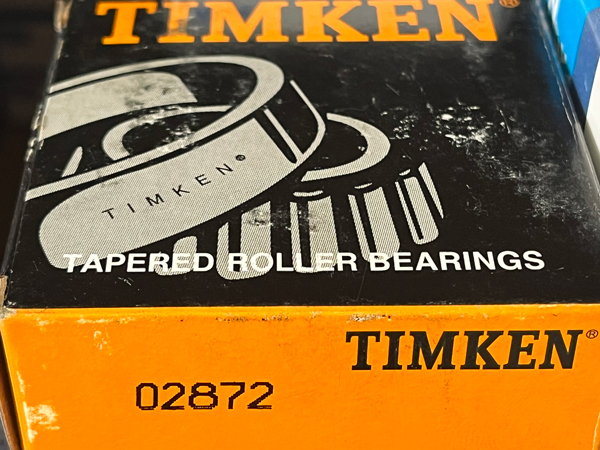 TIMKEN®
TIMKEN®
TAPERED ROLLER BEARINGS
TIMKEN®
02872